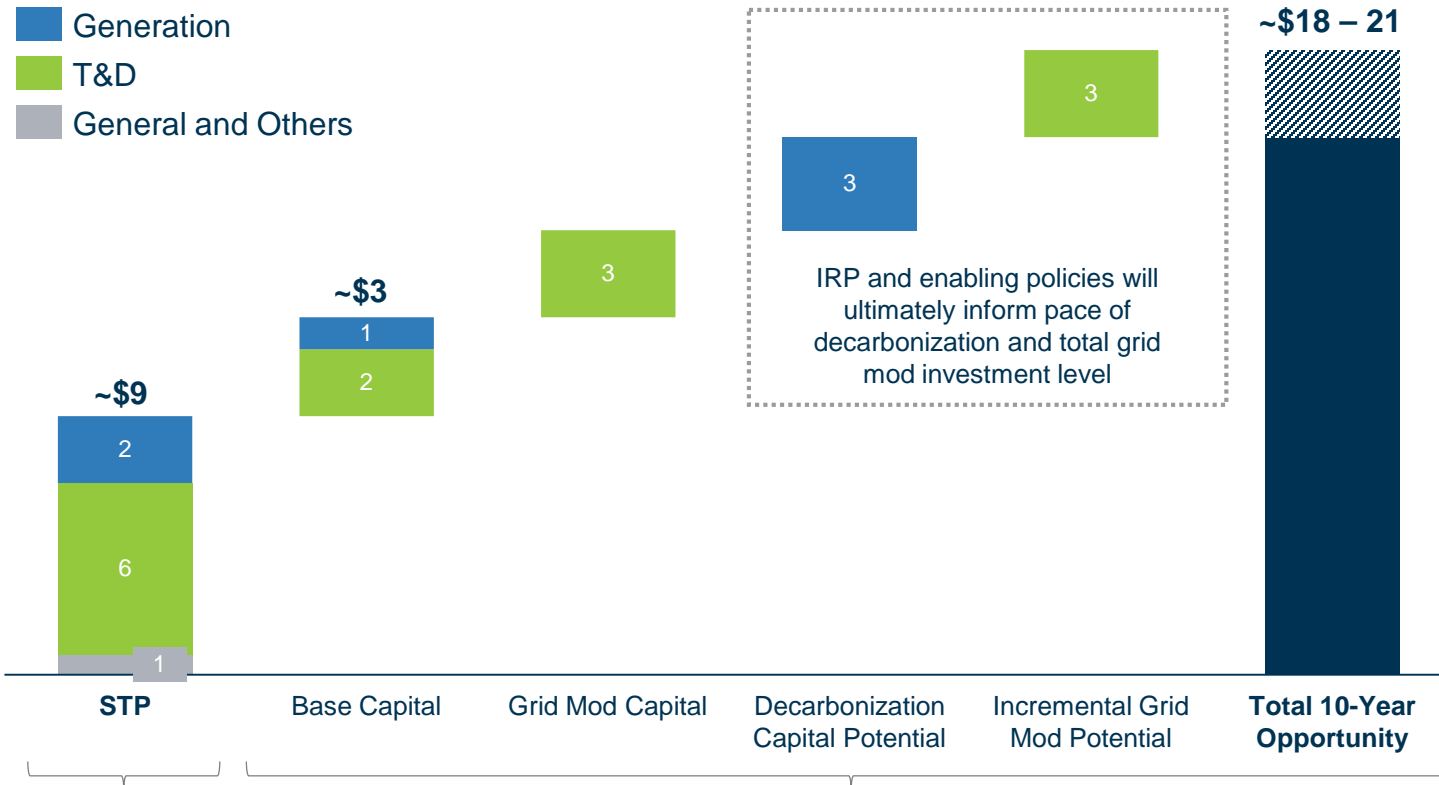 Generation
T&D
General and Others
~$18 – 21
3
3
IRP and enabling policies will
ultimately inform pace of
decarbonization and total grid
mod investment level
3
~$3
1
2
~$9
2
6
1
STP
Base Capital
Grid Mod Capital
Decarbonization
Capital Potential
Incremental Grid
Mod Potential
Total 10-Year
Opportunity